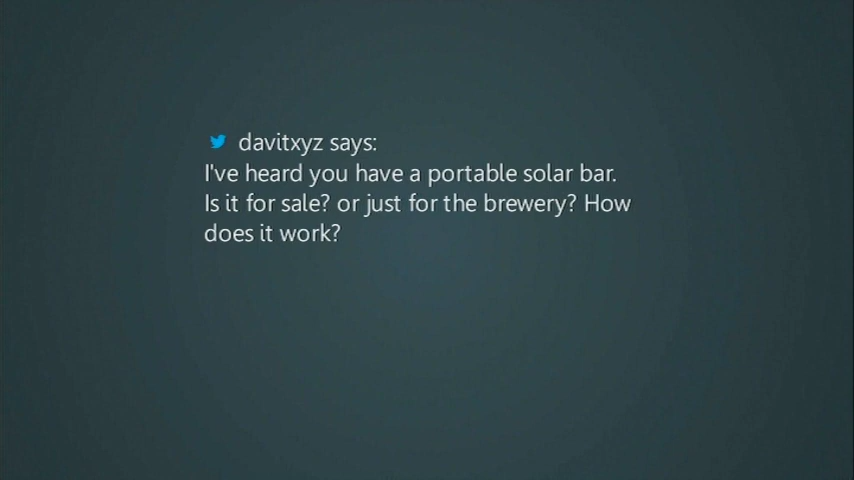 davitxyz says:
I've heard you have a portable solar bar.
Is it for sale? or just for the brewery? How
does it work?